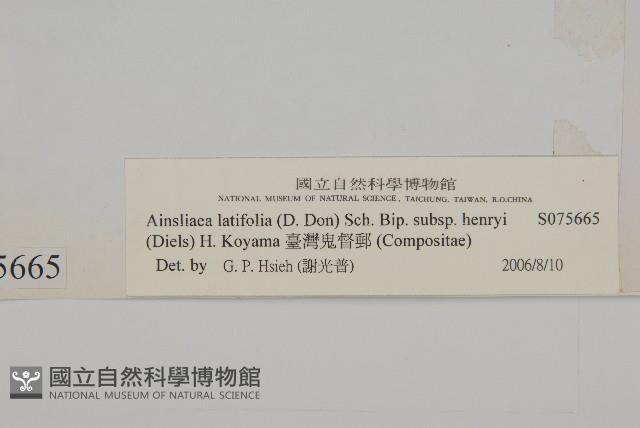 國立自然科學博物館
NATIONAL MUSEUM OF NATURAL SCIENCE, TAICHUNG, TAIWAN, R.O.CHINA
Ainsliaea latifolia (D. Don) Sch. Bip. subsp. henryi S075665
(Diels) H. Koyama 臺灣鬼督郵 (Compositae)
Det. by G. P. Hsieh (謝光普) 2006/8/10
5665
國立自然科學博物館
NATIONAL MUSEUM OF NATURAL SCIENCE